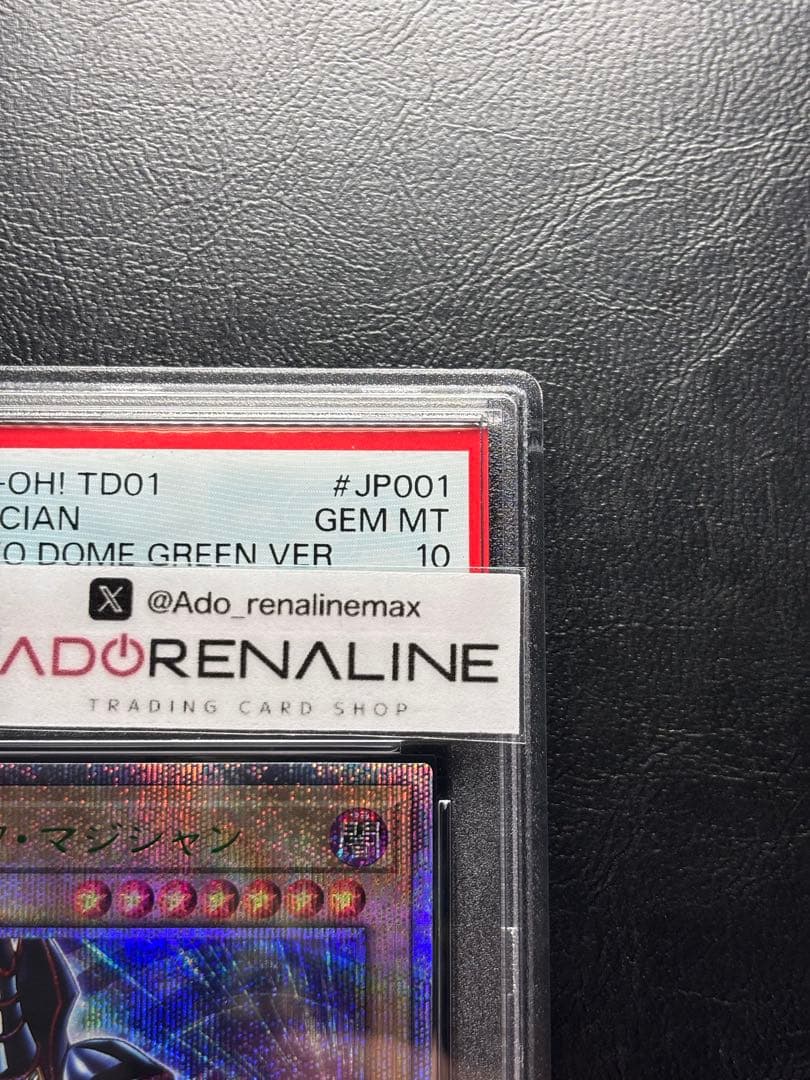 -OH! TD01 #JP001
CIAN GEM MT
O DOME GREEN VER 10
X @Ado_renalinemax
ADORENALINE
TRADING CARD SHOP
・マジシャン 闇